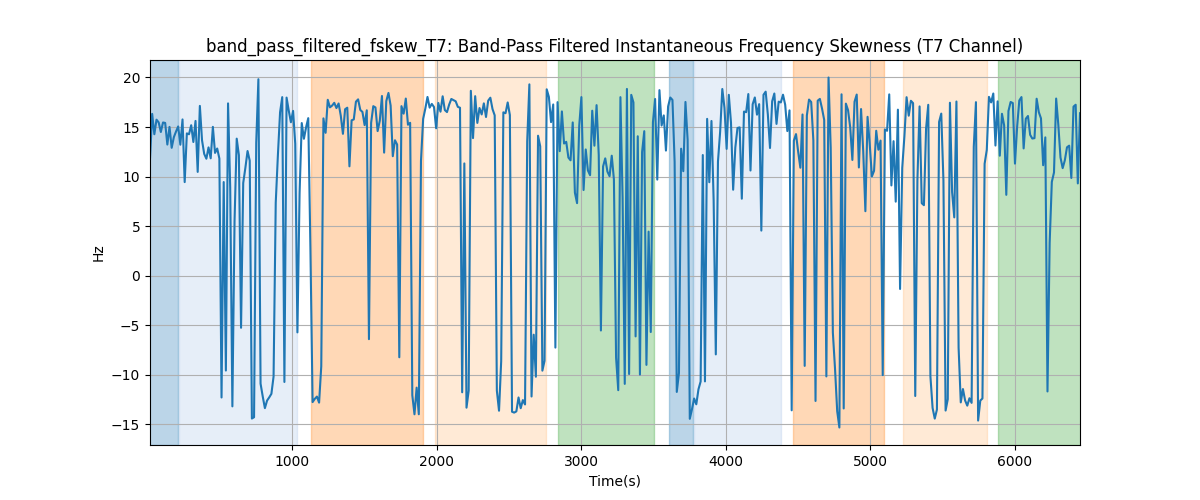 band_pass_filtered_fskew_T7: Band-Pass Filtered Instantaneous Frequency Skewness (T7 Channel)
20
15
10
5
0
−5
−10
−15
Hz
1000 2000 3000 4000 5000 6000
Time(s)